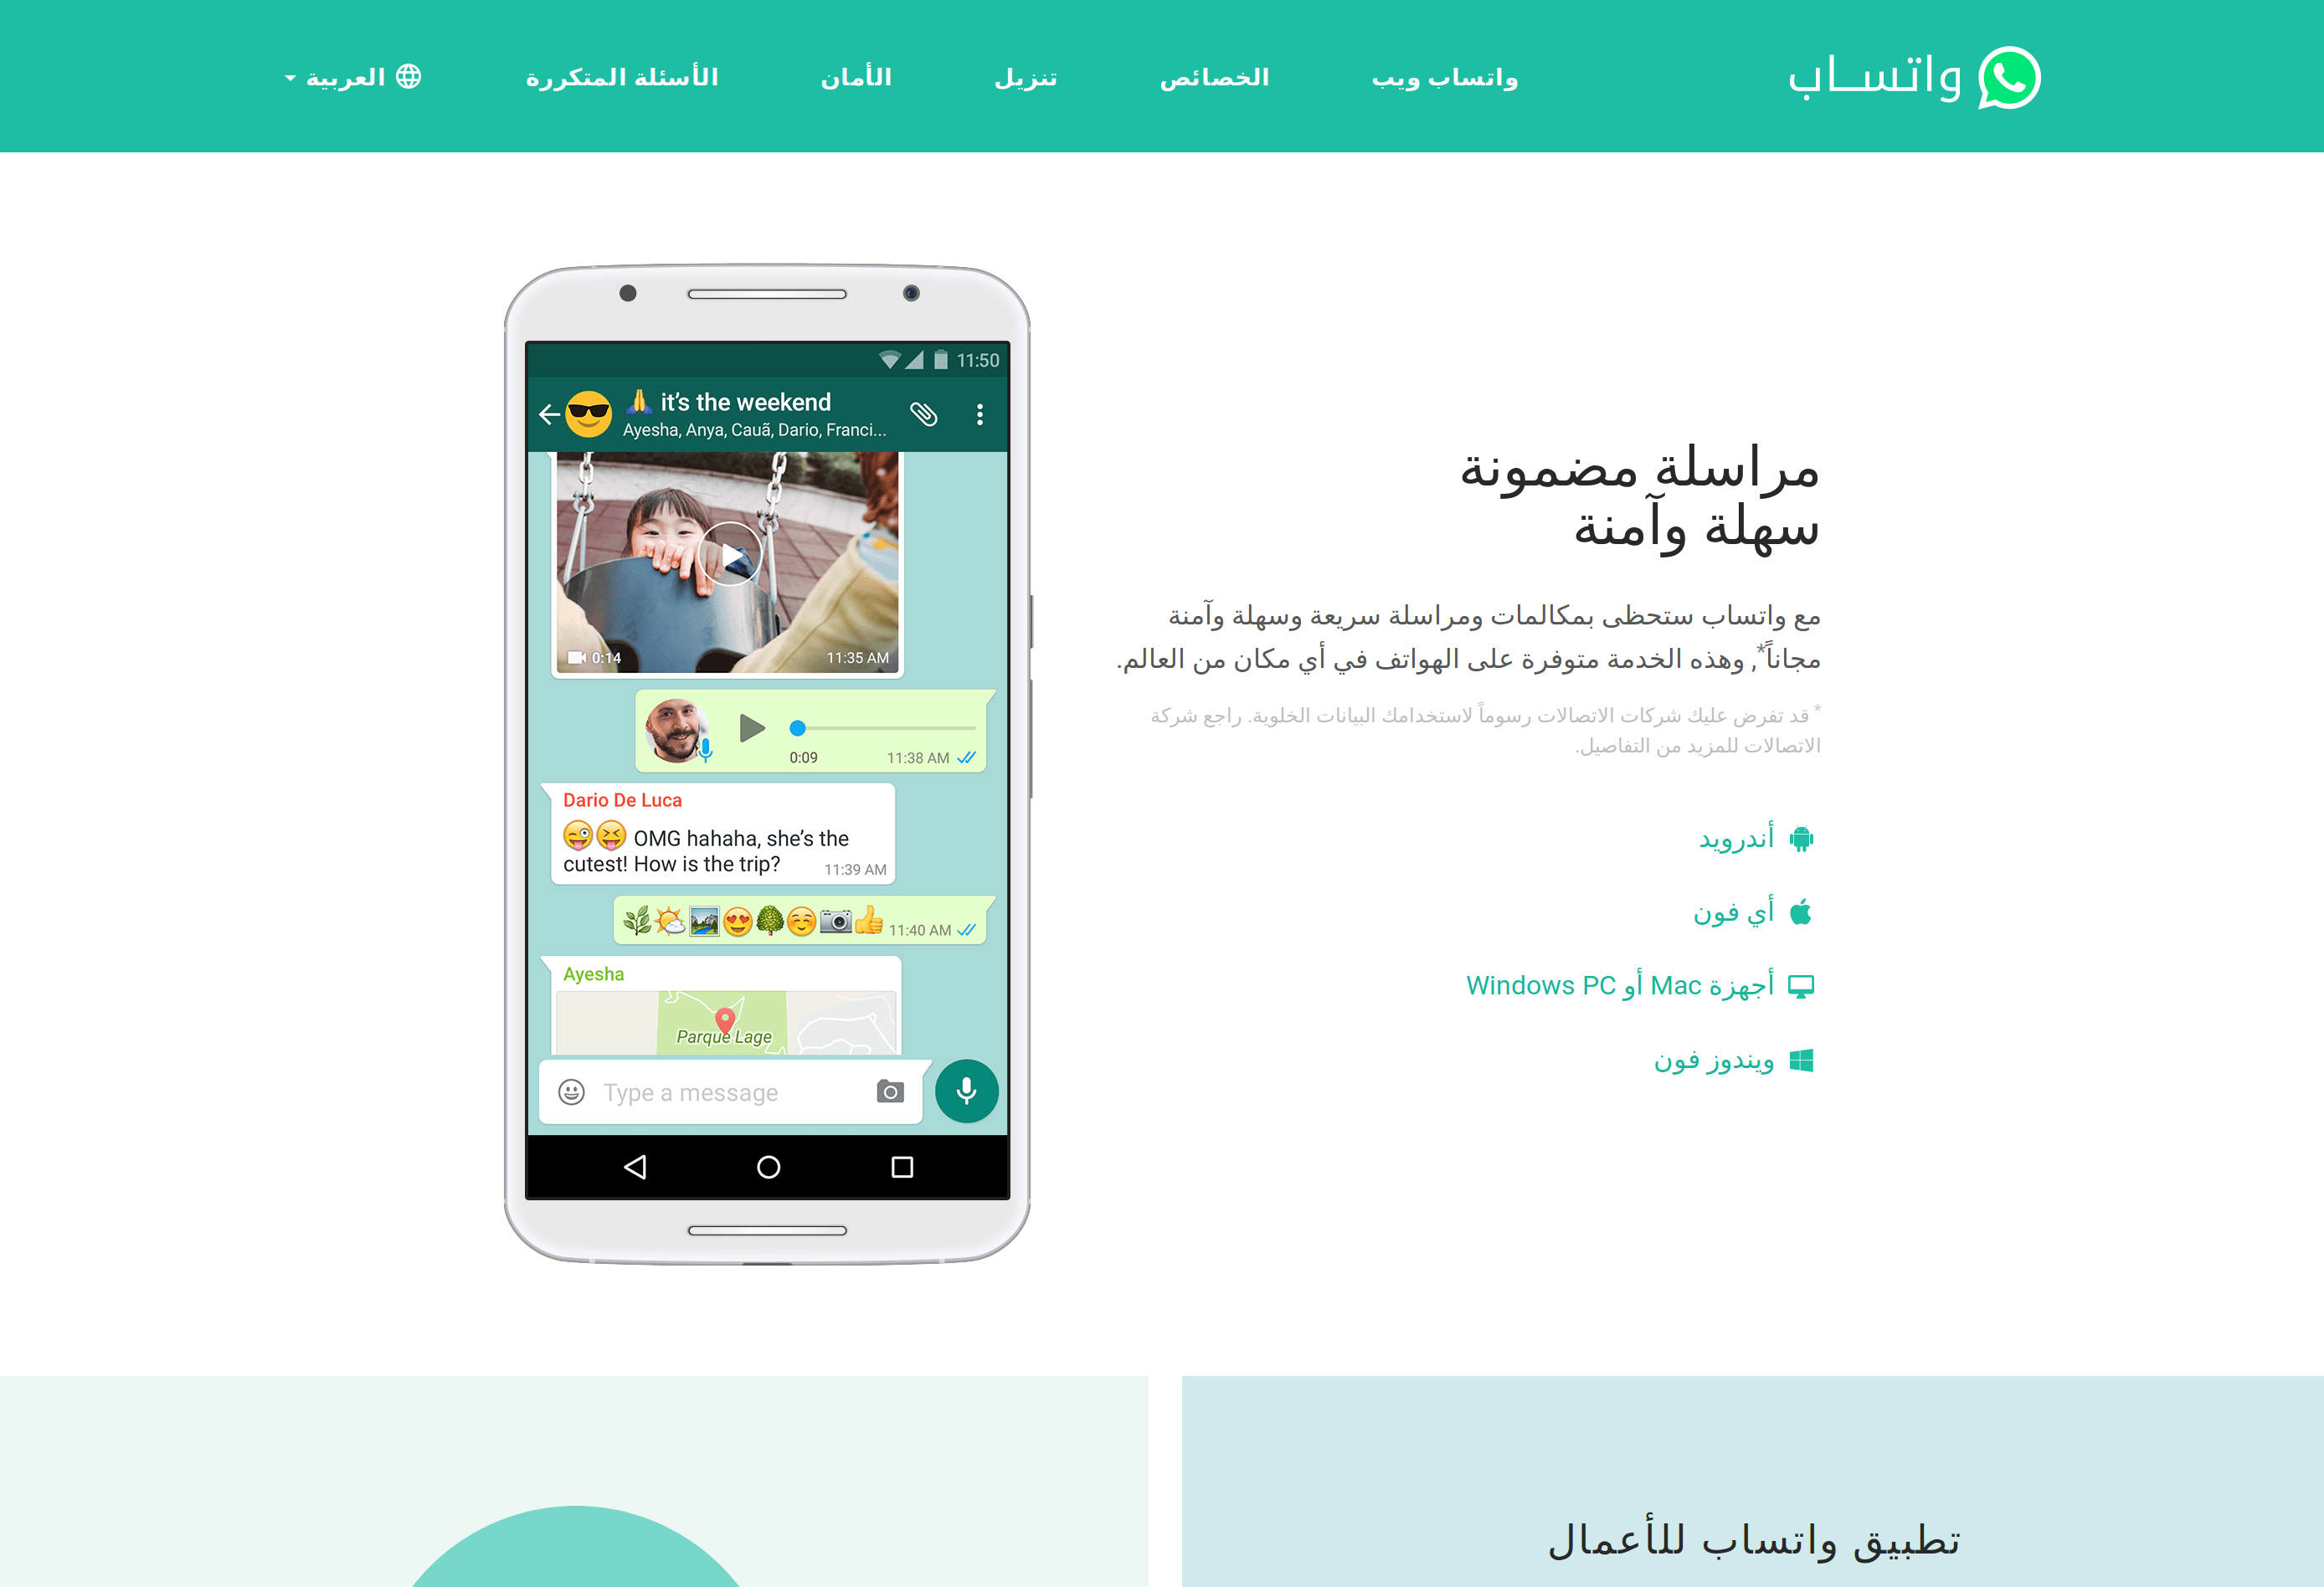 واتساب
واتساب ويب
الخصائص
تنزيل
الأمان
الأسئلة المتكررة
العربية
مراسلة مضمونة
سهلة وآمنة
مع واتساب ستحظى بمكالمات ومراسلة سريعة وسهلة وآمنة
مجاناً*, وهذه الخدمة متوفرة على الهواتف في أي مكان من العالم.
* قد تفرض عليك شركات الاتصالات رسوماً لاستخدامك البيانات الخلوية. راجع شركة
الاتصالات للمزيد من التفاصيل.
أندرويد
أي فون
أجهزة Mac أو Windows PC
ويندوز فون
11:50
🙏 it’s the weekend
Ayesha, Anya, Cauã, Dario, Franci...
0:14 11:35 AM
0:09 11:38 AM
Dario De Luca
😜😝 OMG hahaha, she’s the
cutest! How is the trip? 11:39 AM
🌿🌤🏞😍🌳☺️📷👍 11:40 AM
Ayesha
Parque Lage
Type a message
تطبيق واتساب للأعمال